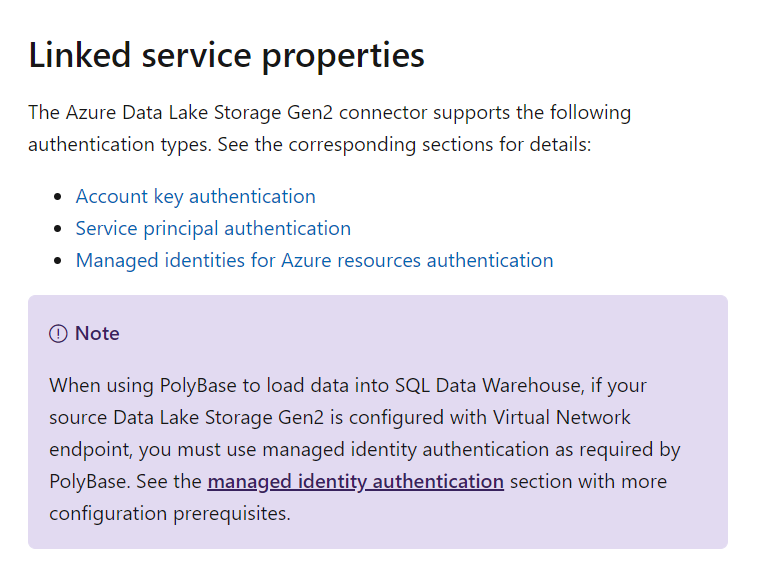 Linked service properties
The Azure Data Lake Storage Gen2 connector supports the following
authentication types. See the corresponding sections for details:
Account key authentication
Service principal authentication
Managed identities for Azure resources authentication
Note
When using PolyBase to load data into SQL Data Warehouse, if your
source Data Lake Storage Gen2 is configured with Virtual Network
endpoint, you must use managed identity authentication as required by
PolyBase. See the managed identity authentication section with more
configuration prerequisites.